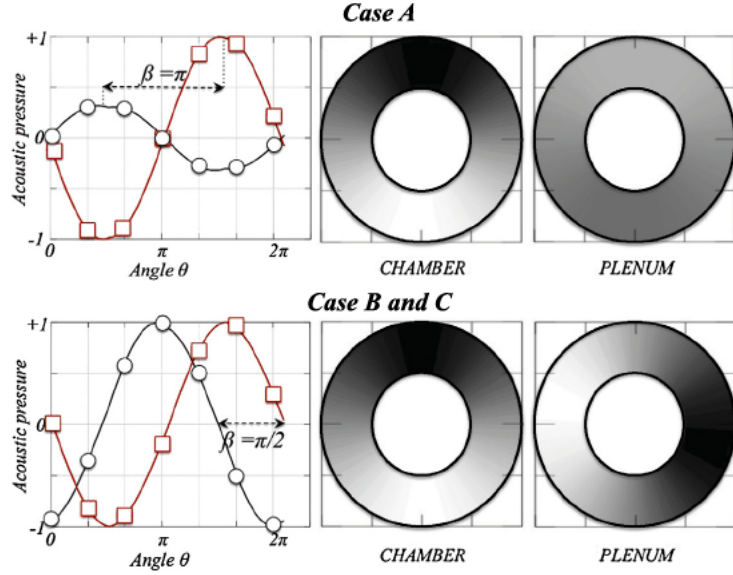 Case A
+1
β = π
0
-1
Acoustic pressure
0
π
2π
Angle θ
CHAMBER
PLENUM
Case B and C
+1
0
β = π/2
-1
Acoustic pressure
0
π
2π
Angle θ
CHAMBER
PLENUM